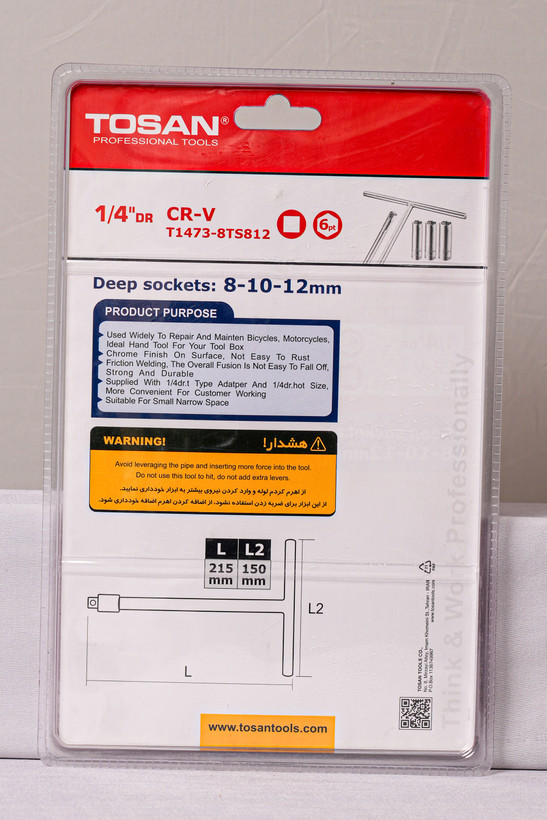 TOSAN®
PROFESSIONAL TOOLS
1/4"DR CR-V
T1473-8TS812
6pt
Deep sockets: 8-10-12mm
PRODUCT PURPOSE
Used Widely To Repair And Mainten Bicycles, Motorcycles,
Ideal Hand Tool For Your Tool Box
Chrome Finish On Surface, Not Easy To Rust
Friction Welding, The Overall Fusion Is Not Easy To Fall Off,
Strong And Durable
Supplied With 1/4dr.t Type Adatper And 1/4dr.hot Size,
More Convenient For Customer Working
Suitable For Small Narrow Space
WARNING! هشدار!
Avoid leveraging the pipe and inserting more force into the tool.
Do not use this tool to hit, do not add extra levers.
از اهرم کردم لوله و وارد کردن نیروی بیشتر به ابزار خودداری نمایید.
از این ابزار برای ضربه زدن استفاده نشود، از اضافه کردن اهرم اضافه خودداری شود.
L L2
215 mm 150 mm
L2
L
Think & Work Professionally
TOSAN TOOLS CO.
www.tosantools.com
www.tosantools.com